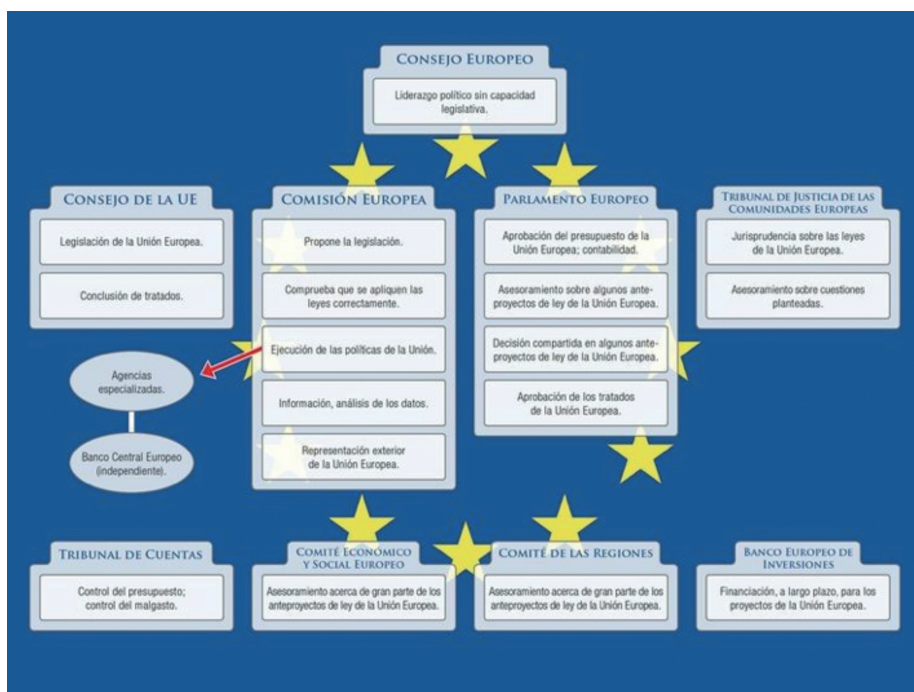 CONSEJO EUROPEO
Liderazgo político sin capacidad
legislativa.
CONSEJO DE LA UE
Legislación de la Unión Europea.
Conclusión de tratados.
COMISIÓN EUROPEA
Propone la legislación.
Comprueba que se apliquen las
leyes correctamente.
Ejecución de las políticas de la Unión.
Información, análisis de los datos.
Representación exterior
de la Unión Europea.
PARLAMENTO EUROPEO
Aprobación del presupuesto de la
Unión Europea; contabilidad.
Asesoramiento sobre algunos ante-
proyectos de ley de la Unión Europea.
Decisión compartida en algunos ante-
proyectos de ley de la Unión Europea.
Aprobación de los tratados
de la Unión Europea.
TRIBUNAL DE JUSTICIA DE LAS
COMUNIDADES EUROPEAS
Jurisprudencia sobre las leyes
de la Unión Europea.
Asesoramiento sobre cuestiones
planteadas.
Agencias
especializadas.
Banco Central Europeo
(independiente).
TRIBUNAL DE CUENTAS
Control del presupuesto;
control del malgasto.
COMITÉ ECONÓMICO
Y SOCIAL EUROPEO
Asesoramiento acerca de gran parte de los
anteproyectos de ley de la Unión Europea.
COMITÉ DE LAS REGIONES
Asesoramiento acerca de gran parte de los
anteproyectos de ley de la Unión Europea.
BANCO EUROPEO DE
INVERSIONES
Financiación, a largo plazo, para los
proyectos de la Unión Europea.